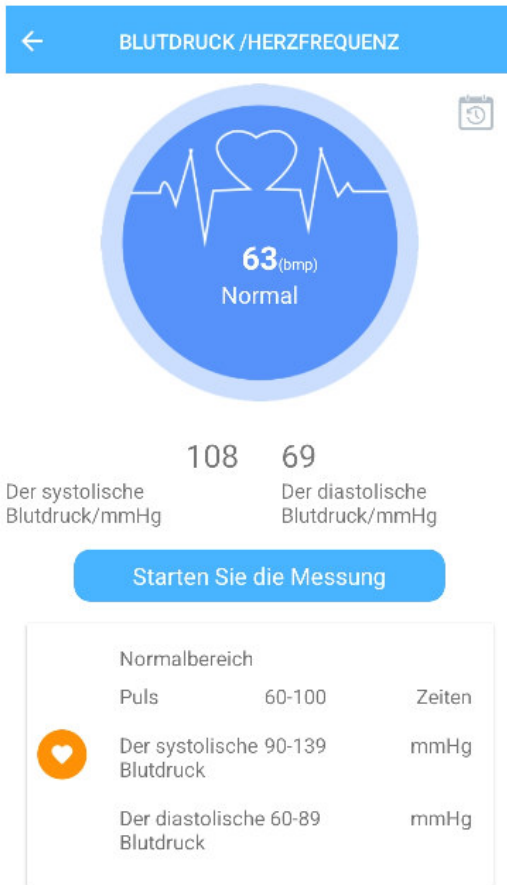 BLUTDRUCK /HERZFREQUENZ
63(bmp)
Normal
108 69
Der systolische
Blutdruck/mmHg
Der diastolische
Blutdruck/mmHg
Starten Sie die Messung
Normalbereich
Puls 60-100 Zeiten
Der systolische 90-139 mmHg
Blutdruck
Der diastolische 60-89 mmHg
Blutdruck